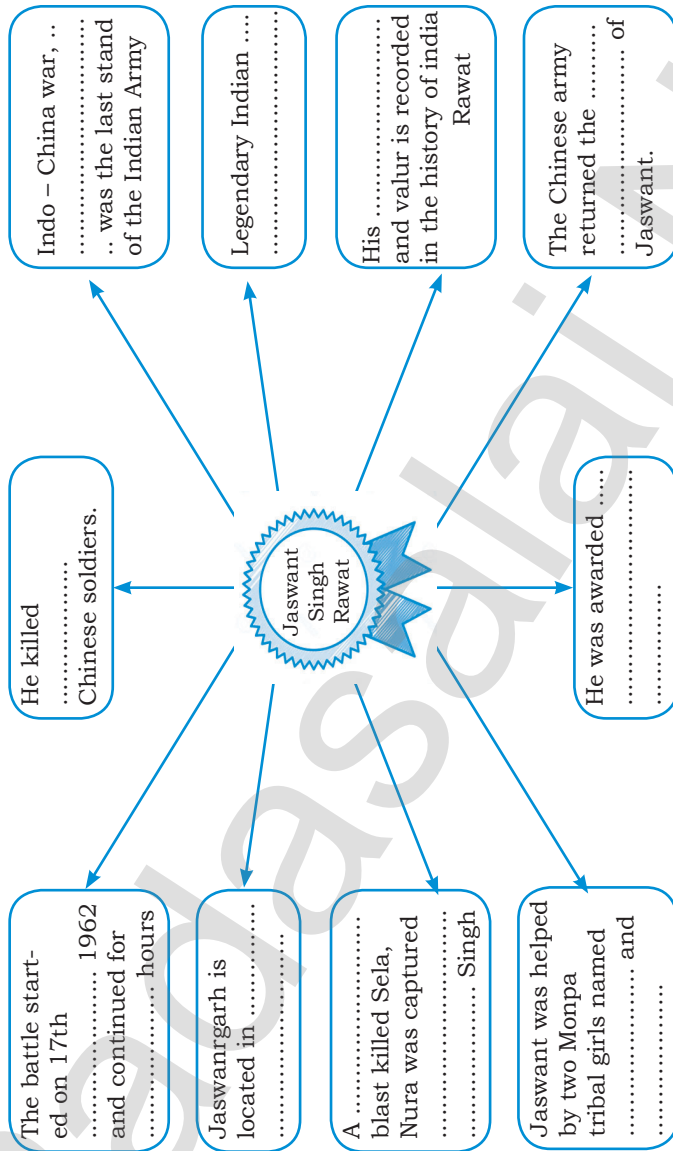 The battle start-
ed on 17th
..................... 1962
and continued for
..................... hours
He killed
.....................
Chinese soldiers.
Indo – China war, ..
...............................
.. was the last stand
of the Indian Army
Jaswanrgarh is
located in .....................
...............................
Legendary Indian ....
...............................
Jaswant
Singh
Rawat
A ...............................
blast killed Sela,
Nura was captured
...............................
..................... Singh
His ...............................
and valur is recorded
in the history of india
Rawat
Jaswant was helped
by two Monpa
tribal girls named
..................... and
...............................
He was awarded .....
...............................
.....................
The Chinese army
returned the ..........
..................... of
Jaswant.
adasalai